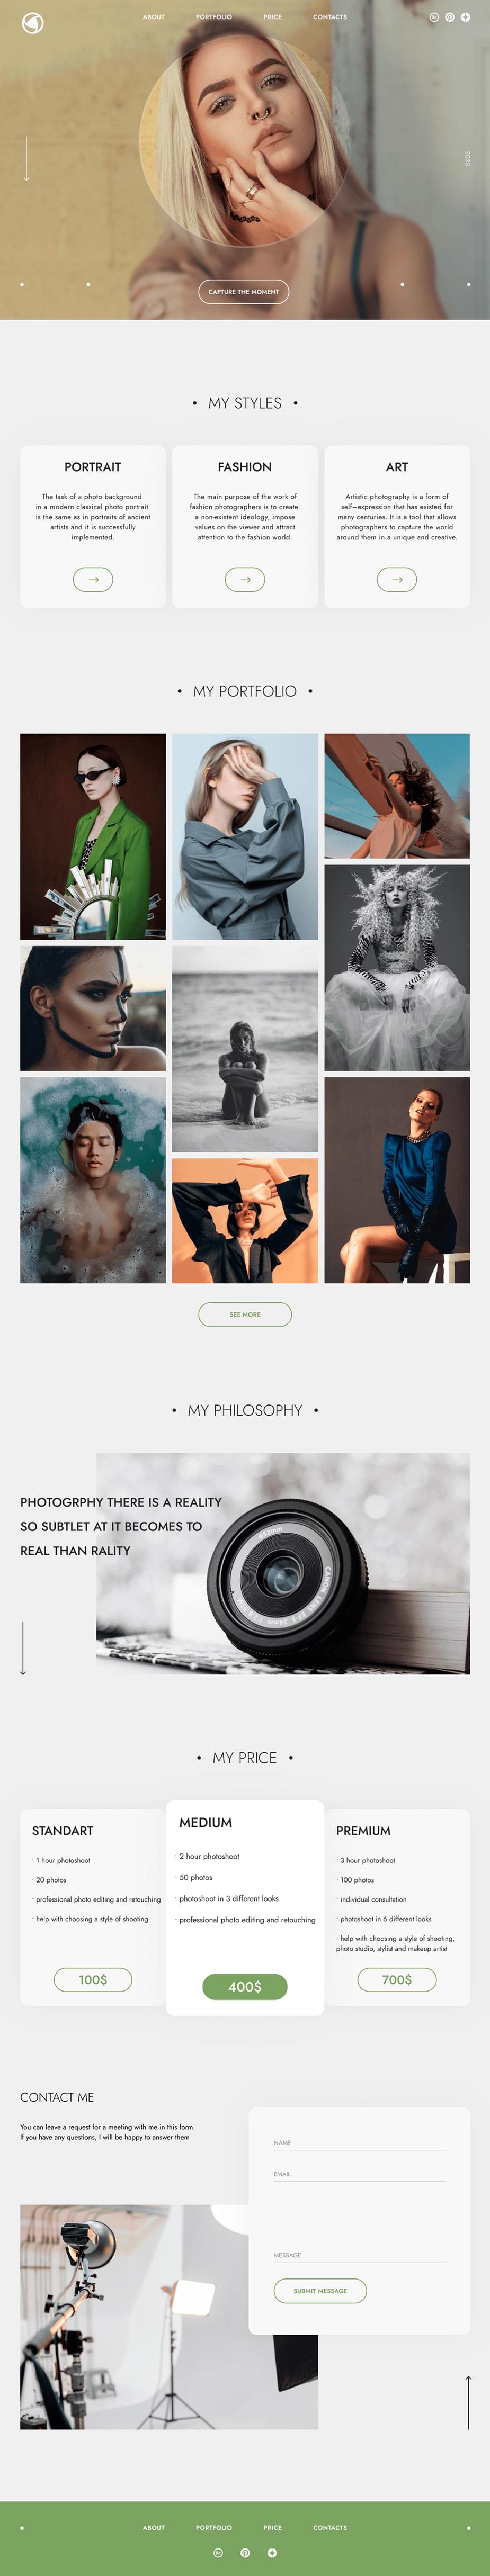 ABOUT PORTFOLIO PRICE CONTACTS
Bē
2023
CAPTURE THE MOMENT
• MY STYLES •
PORTRAIT
The task of a photo background
in a modern classical photo portrait
is the same as in portraits of ancient
artists and it is successfully
implemented.
FASHION
The main purpose of the work of
fashion photographers is to create
a non-existent ideology, impose
values on the viewer and attract
attention to the fashion world.
ART
Artistic photography is a form of
self—expression that has existed for
many centuries. It is a tool that allows
photographers to capture the world
around them in a unique and creative.
• MY PORTFOLIO •
SEE MORE
• MY PHILOSOPHY •
PHOTOGRPHY THERE IS A REALITY
SO SUBTLET AT IT BECOMES TO
REAL THAN RALITY
• MY PRICE •
STANDART
· 1 hour photoshoot
· 20 photos
· professional photo editing and retouching
· help with choosing a style of shooting
100$
MEDIUM
· 2 hour photoshoot
· 50 photos
· photoshoot in 3 different looks
· professional photo editing and retouching
400$
PREMIUM
· 3 hour photoshoot
· 100 photos
· individual consultation
· photoshoot in 6 different looks
· help with choosing a style of shooting,
photo studio, stylist and makeup artist
700$
CONTACT ME
You can leave a request for a meeting with me in this form.
If you have any questions, I will be happy to answer them
NAME
EMAIL
MESSAGE
SUBMIT MESSAGE
ABOUT PORTFOLIO PRICE CONTACTS
Bē